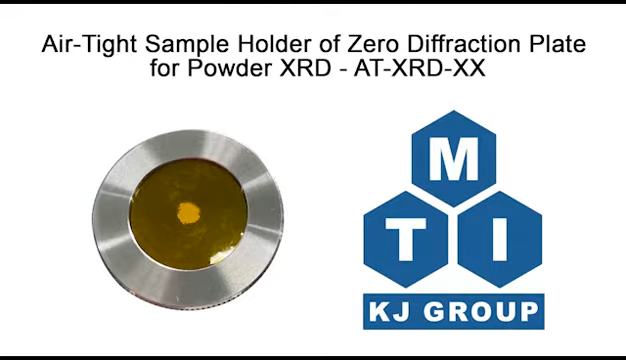 Air-Tight Sample Holder of Zero Diffraction Plate
for Powder XRD - AT-XRD-XX
M
T I
KJ GROUP